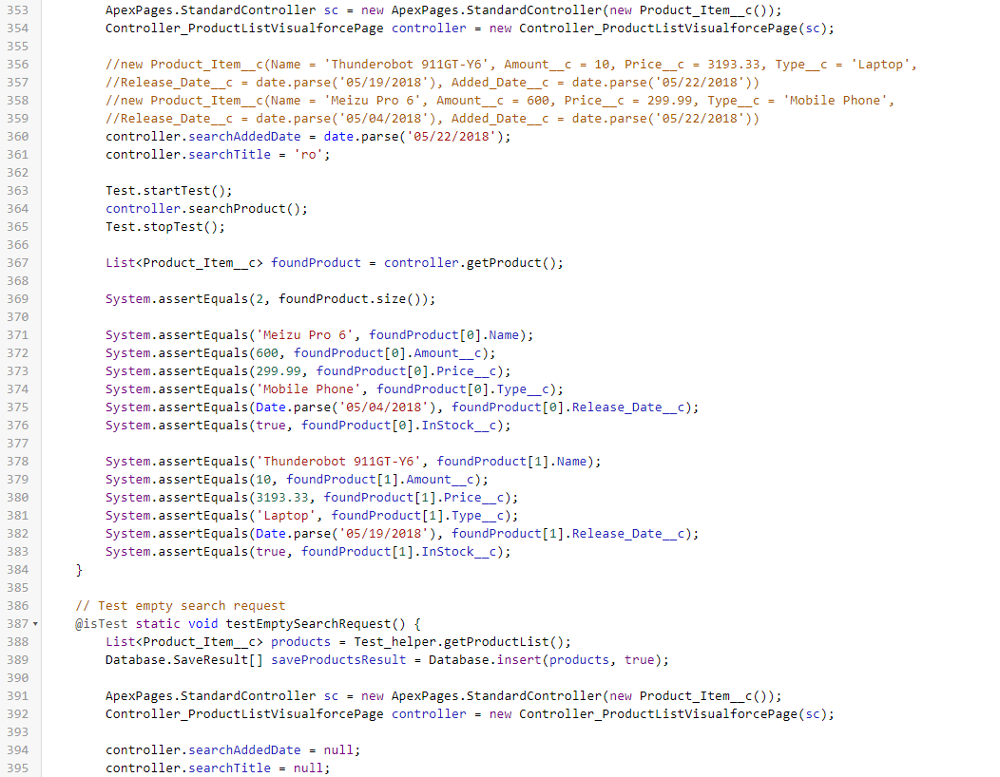 353 ApexPages.StandardController sc = new ApexPages.StandardController(new Product_Item__c());
354 Controller_ProductListVisualforcePage controller = new Controller_ProductListVisualforcePage(sc);
355
356 //new Product_Item__c(Name = 'Thunderobot 911GT-Y6', Amount__c = 10, Price__c = 3193.33, Type__c = 'Laptop',
357 //Release_Date__c = date.parse('05/19/2018'), Added_Date__c = date.parse('05/22/2018'))
358 //new Product_Item__c(Name = 'Meizu Pro 6', Amount__c = 600, Price__c = 299.99, Type__c = 'Mobile Phone',
359 //Release_Date__c = date.parse('05/04/2018'), Added_Date__c = date.parse('05/22/2018'))
360 controller.searchAddedDate = date.parse('05/22/2018');
361 controller.searchTitle = 'ro';
362
363 Test.startTest();
364 controller.searchProduct();
365 Test.stopTest();
366
367 List<Product_Item__c> foundProduct = controller.getProduct();
368
369 System.assertEquals(2, foundProduct.size());
370
371 System.assertEquals('Meizu Pro 6', foundProduct[0].Name);
372 System.assertEquals(600, foundProduct[0].Amount__c);
373 System.assertEquals(299.99, foundProduct[0].Price__c);
374 System.assertEquals('Mobile Phone', foundProduct[0].Type__c);
375 System.assertEquals(Date.parse('05/04/2018'), foundProduct[0].Release_Date__c);
376 System.assertEquals(true, foundProduct[0].InStock__c);
377
378 System.assertEquals('Thunderobot 911GT-Y6', foundProduct[1].Name);
379 System.assertEquals(10, foundProduct[1].Amount__c);
380 System.assertEquals(3193.33, foundProduct[1].Price__c);
381 System.assertEquals('Laptop', foundProduct[1].Type__c);
382 System.assertEquals(Date.parse('05/19/2018'), foundProduct[1].Release_Date__c);
383 System.assertEquals(true, foundProduct[1].InStock__c);
384 }
385
386 // Test empty search request
387 @isTest static void testEmptySearchRequest() {
388 List<Product_Item__c> products = Test_helper.getProductList();
389 Database.SaveResult[] saveProductsResult = Database.insert(products, true);
390
391 ApexPages.StandardController sc = new ApexPages.StandardController(new Product_Item__c());
392 Controller_ProductListVisualforcePage controller = new Controller_ProductListVisualforcePage(sc);
393
394 controller.searchAddedDate = null;
395 controller.searchTitle = null;